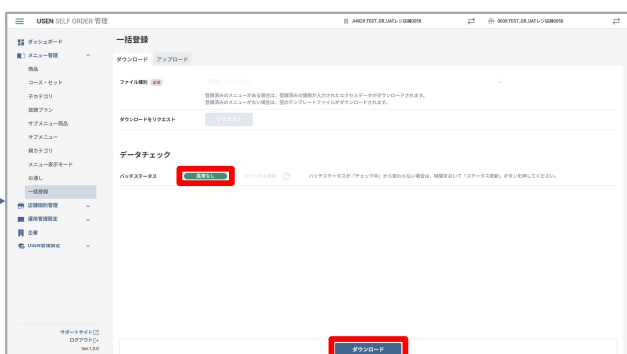 USEN SELF ORDER 管理
A4020:TEST_QR_UATレジ店舗0058
0000:TEST_QR_UATレジ店舗0058
ダッシュボード
メニュー管理
商品
コース・セット
子カテゴリ
放題プラン
サブメニュー商品
サブメニュー
親カテゴリ
メニュー表示モード
お通し
一括登録
店舗個別管理
運用管理設定
企業
USEN管理設定
サポートサイト
ログアウト
Ver.1.0.0
一括登録
ダウンロード アップロード
ファイル種別 必須
選択してください
登録済みのメニューがある場合は、登録済みの情報が入力されたエクセルデータがダウンロードされます。
登録済みのメニューがない場合は、空のテンプレートファイルがダウンロードされます。
ダウンロードをリクエスト
リクエスト
データチェック
バッチステータス
異常なし
ステータス更新
バッチステータスが「チェック中」から変わらない場合は、時間をおいて「ステータス更新」ボタンを押してください。
ダウンロード